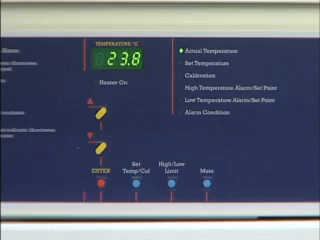 TEMPERATURE °C
23.8
Heater On
Alarm.
Actual Temperature
Set Temperature
Calibration
High Temperature Alarm/Set Point
Low Temperature Alarm/Set Point
Alarm Condition
ENTER
Set
Temp/Cal
High/Low
Limit
Mute